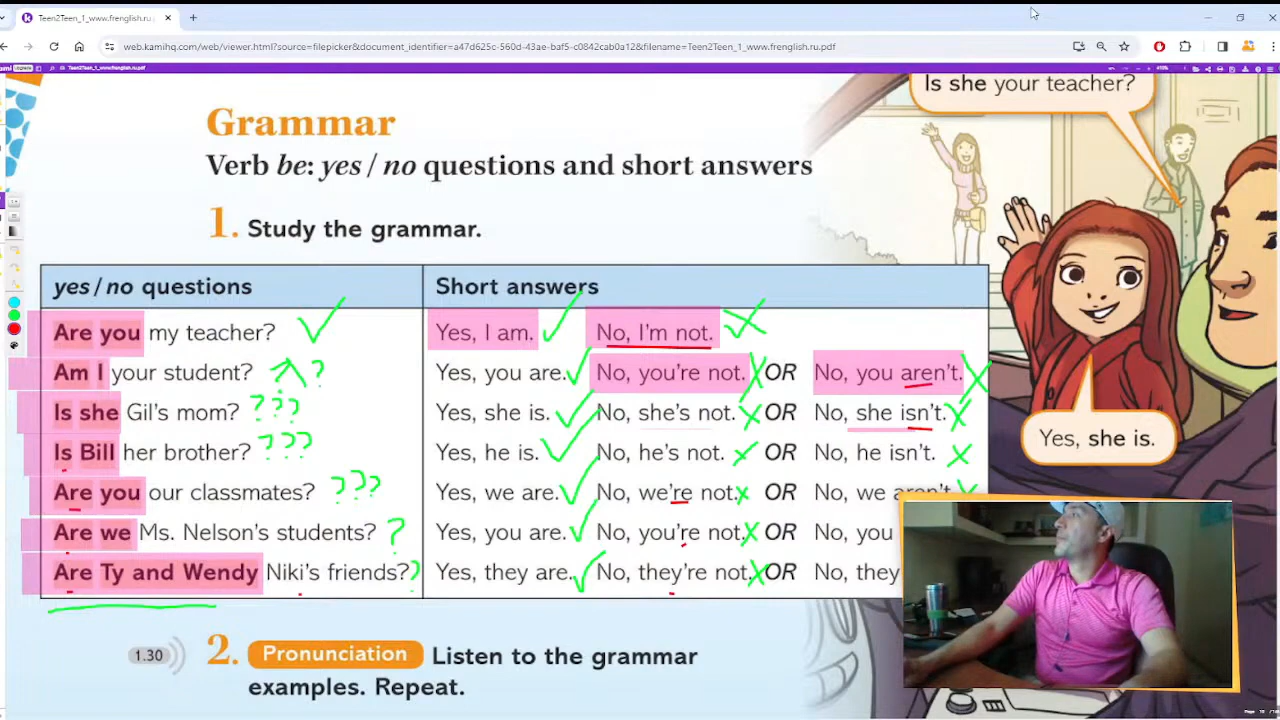 Teen2Teen_1_www.frenglish.ru
web.kamihq.com/web/viewer.html?source=filepicker&document_identifier=a47d625c-560d-43ae-baf5-c0842cab0a12&filename=Teen2Teen_1_www.frenglish.ru.pdf
Teen2Teen_1_www.frenglish.ru.pdf
Is she your teacher?
Grammar
Verb be: yes / no questions and short answers
1. Study the grammar.
yes / no questions Short answers
Are you my teacher? Yes, I am. No, I'm not.
Am I your student? ? Yes, you are. No, you're not. OR No, you aren't.
Is she Gil's mom? ??? Yes, she is. No, she's not. OR No, she isn't.
Is Bill her brother? ??? Yes, he is. No, he's not. OR No, he isn't.
Yes, she is.
Are you our classmates? ??? Yes, we are. No, we're not. OR No, we aren't.
Are we Ms. Nelson's students? ? Yes, you are. No, you're not. OR No, you
Are Ty and Wendy Niki's friends? ? Yes, they are. No, they're not. OR No, they
1.30 2. Pronunciation Listen to the grammar
examples. Repeat.